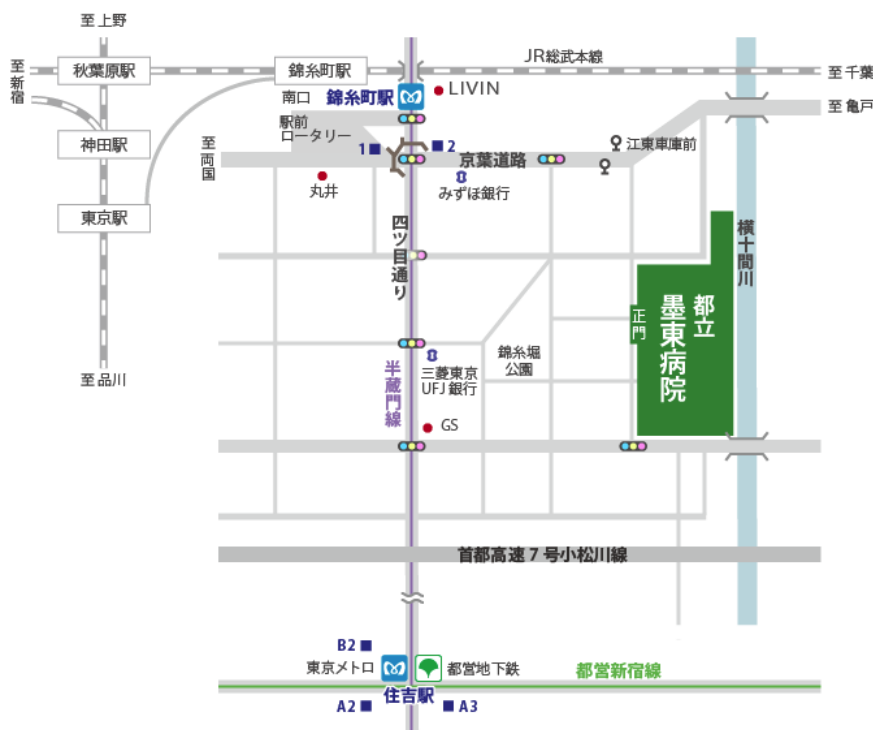 至 上野
至 新宿
秋葉原駅
錦糸町駅
JR総武本線
至 千葉
南口
錦糸町駅
LIVIN
至 亀戸
駅前
ロータリー
神田駅
至 両国
1
2
京葉道路
江東車庫前
丸井
みずほ銀行
東京駅
四ツ目通り
横十間川
都立
墨東病院
正門
錦糸堀
公園
三菱東京
UFJ 銀行
半蔵門線
至 品川
GS
首都高速 7 号小松川線
B2
東京メトロ
都営地下鉄
都営新宿線
住吉駅
A2
A3